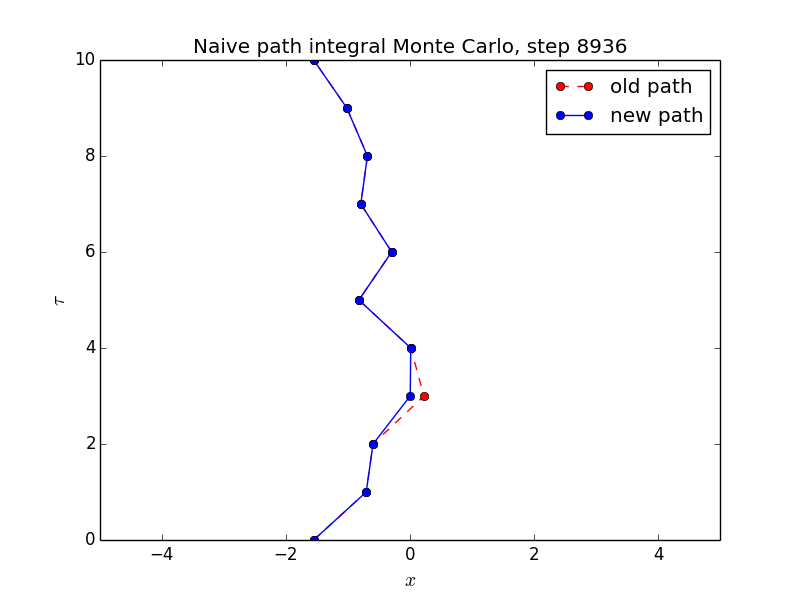 Naive path integral Monte Carlo, step 8936
old path
new path
10
8
6
4
2
0
τ
−4 −2 0 2 4
x